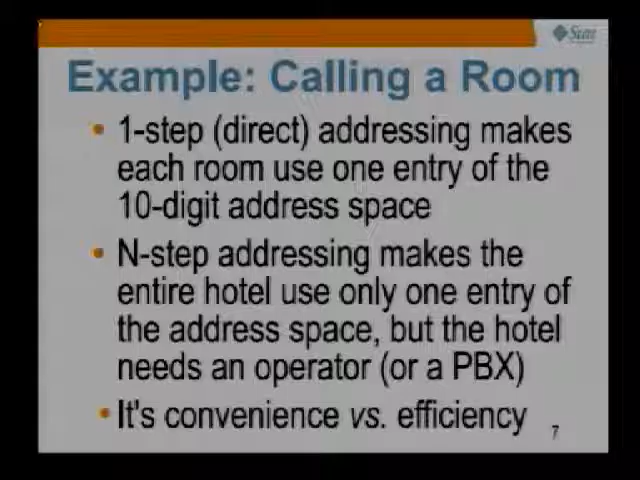 Sun
Example: Calling a Room
• 1-step (direct) addressing makes
each room use one entry of the
10-digit address space
• N-step addressing makes the
entire hotel use only one entry of
the address space, but the hotel
needs an operator (or a PBX)
• It's convenience vs. efficiency
7